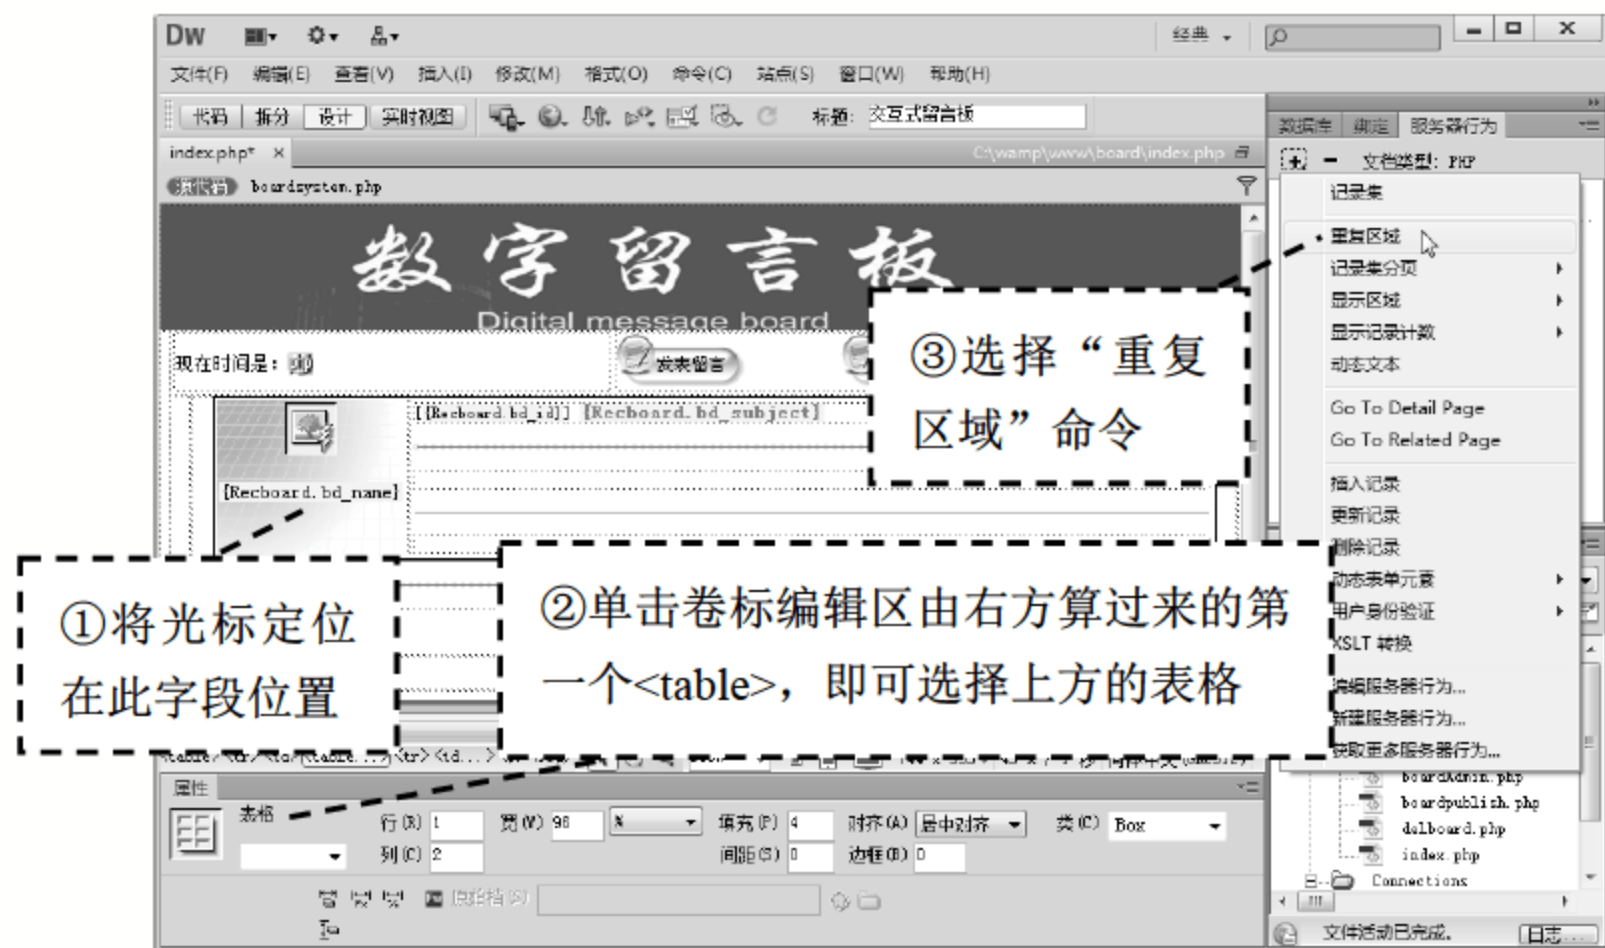 Dw
经典
文件(F) 编辑(E) 查看(V) 插入(I) 修改(M) 格式(O) 命令(C) 站点(S) 窗口(W) 帮助(H)
代码 拆分 设计 实时视图 标题: 交互式留言板
index.php* × C:\wamp\www\board\index.php
源代码 boardsystem.php
数字留言板
Digital message board
现在时间是:
发表留言
[{Recboard.bd_id}] {Recboard.bd_subject}
{Recboard.bd_name}
①将光标定位
在此字段位置
②单击卷标编辑区由右方算过来的第
一个<table>，即可选择上方的表格
③选择“重复
区域”命令
数据库 绑定 服务器行为
文档类型: PHP
记录集
重复区域
记录集分页
显示区域
显示记录计数
动态文本
Go To Detail Page
Go To Related Page
插入记录
更新记录
删除记录
动态表单元素
用户身份验证
XSLT 转换
编辑服务器行为...
新建服务器行为...
获取更多服务器行为...
boardAdmin.php
boardpublish.php
delboard.php
index.php
Connections
文件活动已完成。 日志...
属性
表格 行(R) 1 宽(W) 98 % 填充(P) 4 对齐(A) 居中对齐 类(C) Box
列(C) 2 间距(S) 0 边框(B) 0
原始档(S)